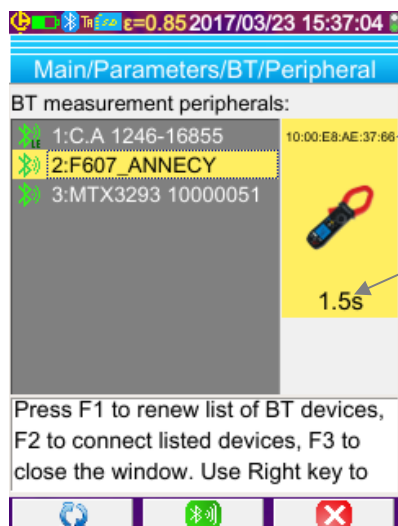 ε=0.85 2017/03/23 15:37:04
Main/Parameters/BT/Peripheral
BT measurement peripherals:
1:C.A 1246-16855
10:00:E8:AE:37:66
2:F607_ANNECY
3:MTX3293 10000051
1.5s
Press F1 to renew list of BT devices,
F2 to connect listed devices, F3 to
close the window. Use Right key to